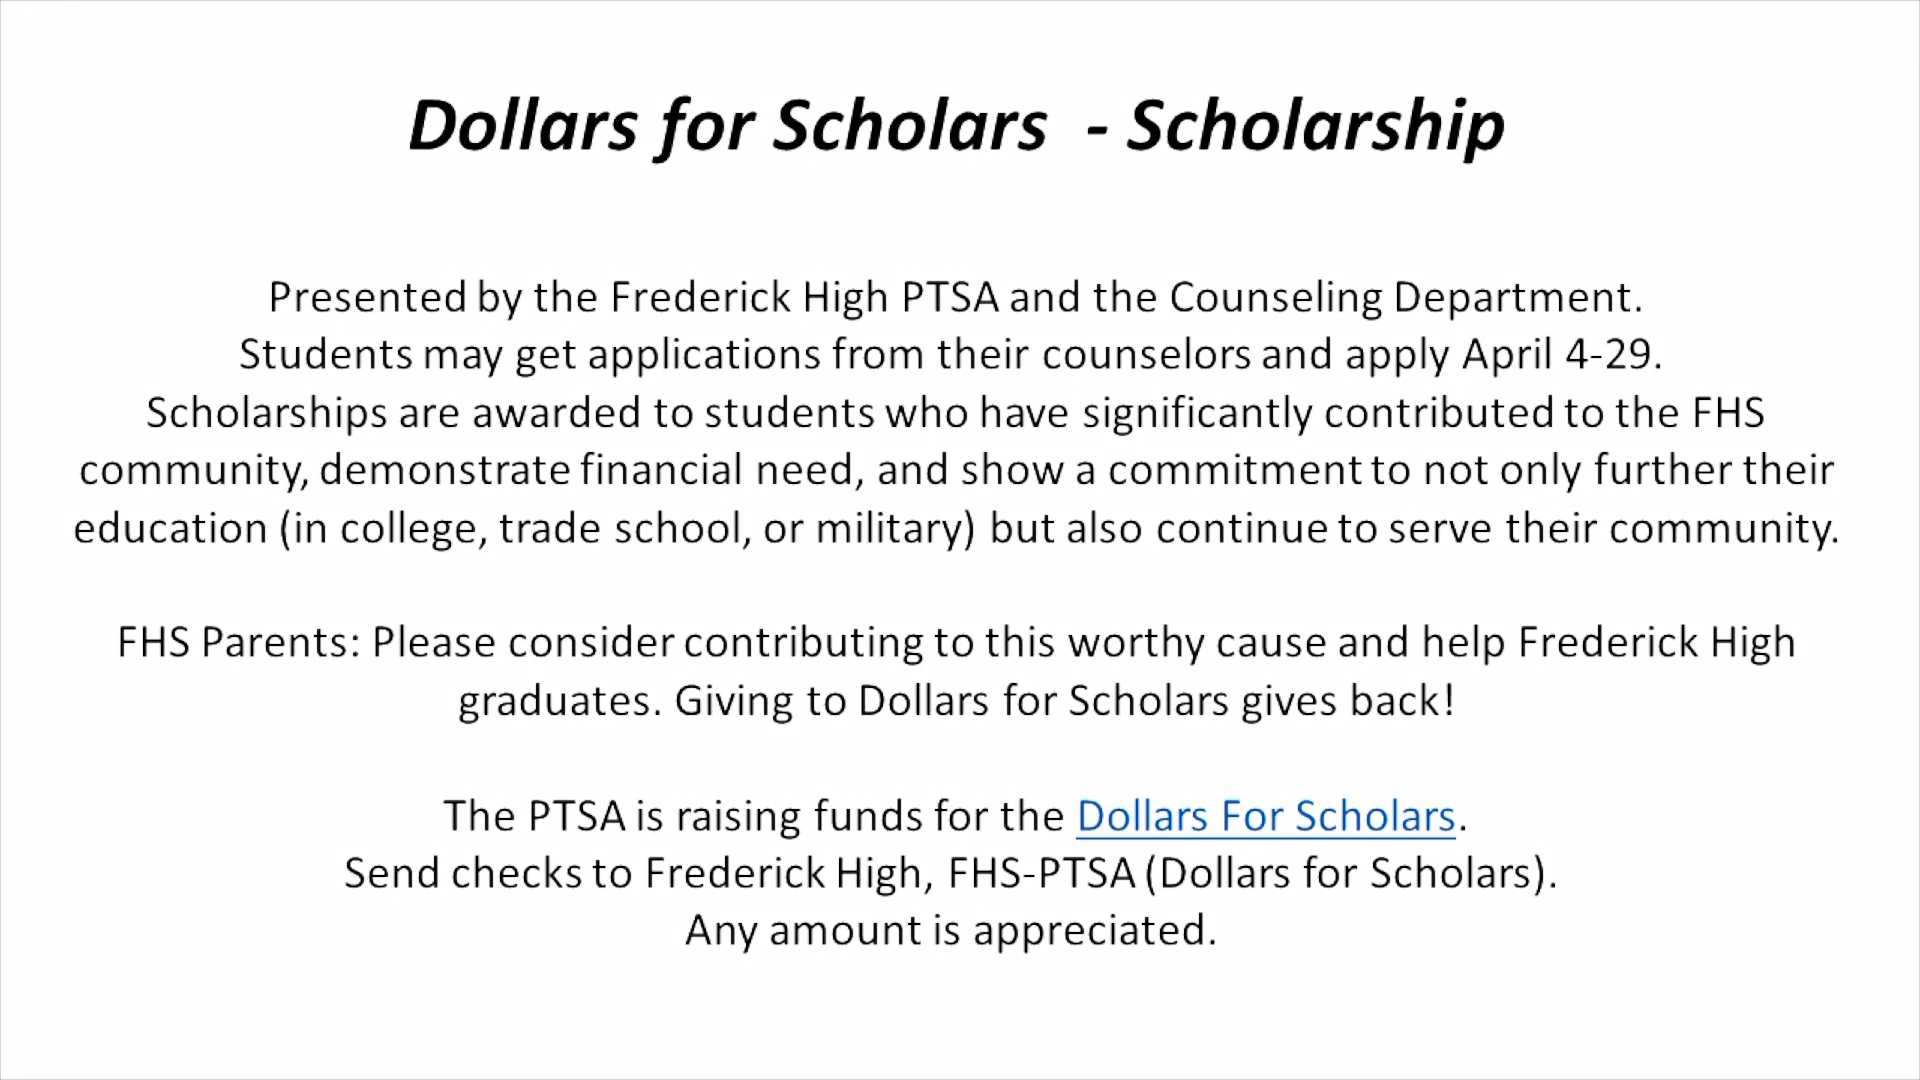 Dollars for Scholars - Scholarship
Presented by the Frederick High PTSA and the Counseling Department.
Students may get applications from their counselors and apply April 4-29.
Scholarships are awarded to students who have significantly contributed to the FHS
community, demonstrate financial need, and show a commitment to not only further their
education (in college, trade school, or military) but also continue to serve their community.
FHS Parents: Please consider contributing to this worthy cause and help Frederick High
graduates. Giving to Dollars for Scholars gives back!
The PTSA is raising funds for the Dollars For Scholars.
Send checks to Frederick High, FHS-PTSA (Dollars for Scholars).
Any amount is appreciated.